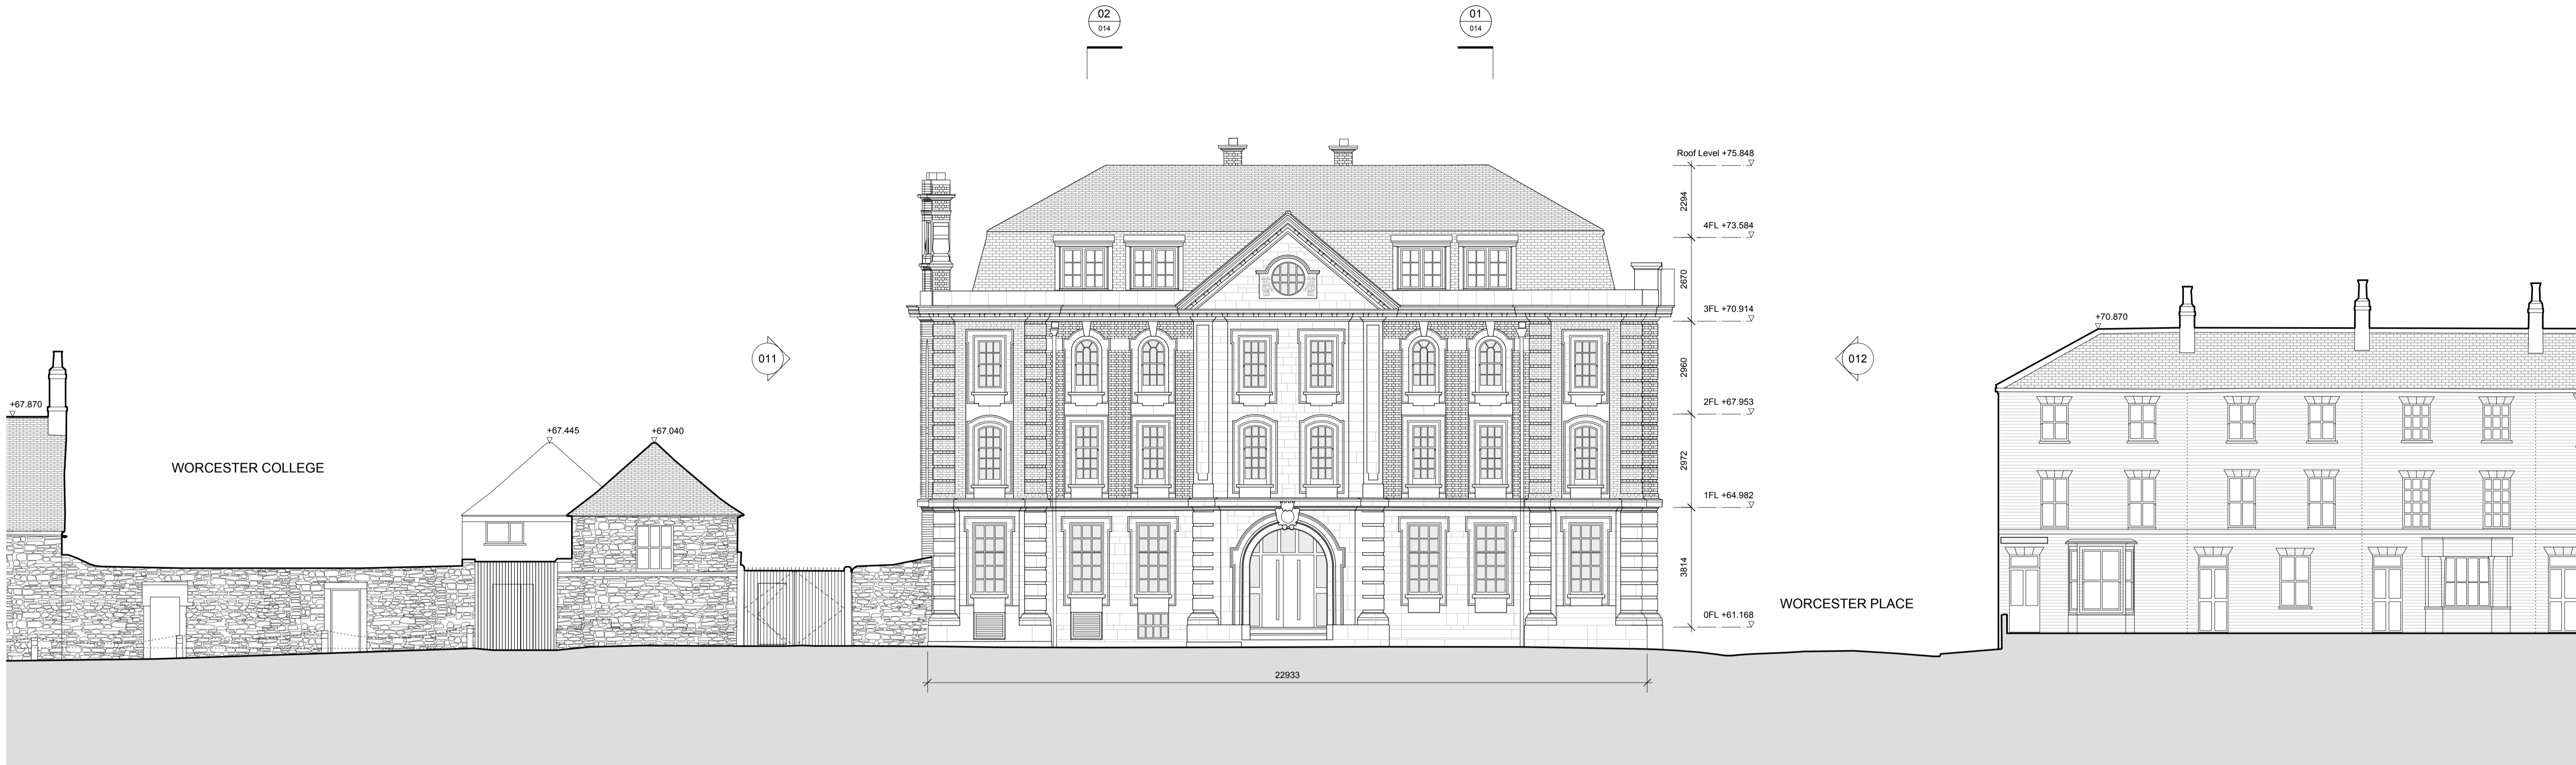 02
014
01
014
Roof Level +75.848
2294
4FL +73.584
2670
3FL +70.914
2960
2FL +67.953
2972
1FL +64.982
3814
0FL +61.168
011
012
+70.870
+67.870
+67.445
+67.040
WORCESTER COLLEGE
WORCESTER PLACE
22933